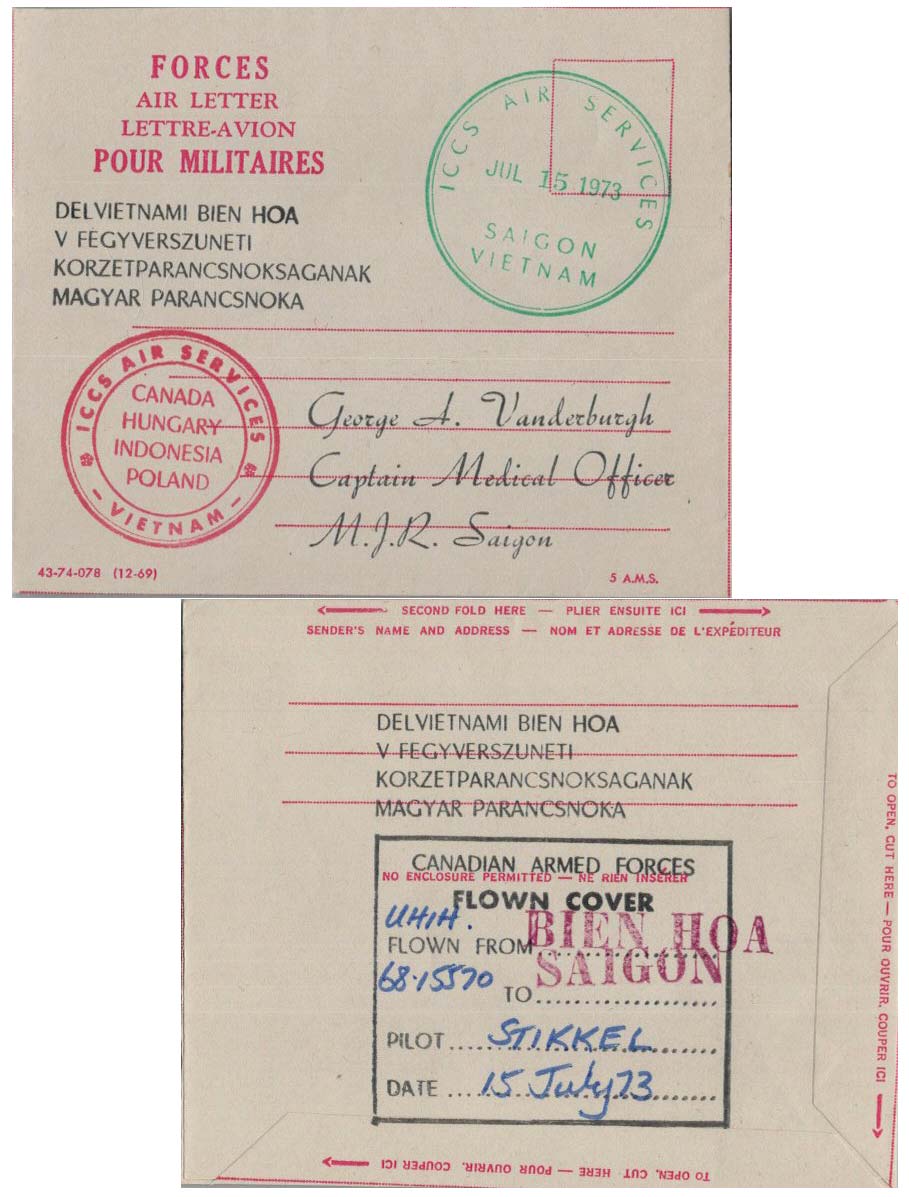 FORCES
AIR LETTER
LETTRE-AVION
POUR MILITAIRES
ICCS AIR SERVICES
JUL 15 1973
SAIGON
VIETNAM
DELVIETNAMI BIEN HOA
V FEGYVERSZUNETI
KORZETPARANCSNOKSAGANAK
MAGYAR PARANCSNOKA
ICCS AIR SERVICES
CANADA
HUNGARY
INDONESIA
POLAND
- VIETNAM -
George A. Vanderburgh
Captain Medical Officer
M.J.R. Saigon
43-74-078 (12-69)
5 A.M.S.
SECOND FOLD HERE — PLIER ENSUITE ICI
SENDER'S NAME AND ADDRESS — NOM ET ADRESSE DE L'EXPÉDITEUR
DELVIETNAMI BIEN HOA
V FEGYVERSZUNETI
KORZETPARANCSNOKSAGANAK
MAGYAR PARANCSNOKA
CANADIAN ARMED FORCES
NO ENCLOSURE PERMITTED — NE RIEN INSÉRER
FLOWN COVER
UH1H.
FLOWN FROM BIEN HOA
68-15570
TO SAIGON
PILOT STIKKEL
DATE 15 July 73
TO OPEN, CUT HERE — POUR OUVRIR, COUPER ICI
TO OPEN, CUT HERE — POUR OUVRIR, COUPER ICI